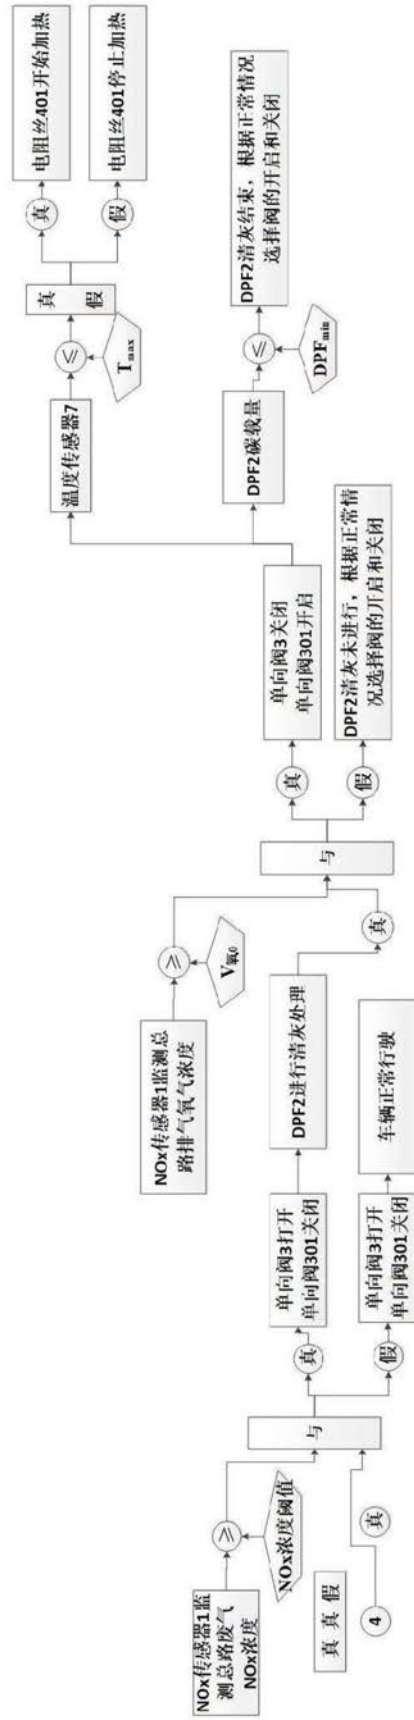 NOx传感器1监
测总路废气
NOx浓度
≥
NOx浓度阈值
真 真 假
4
真
与
真
假
单向阀3打开
单向阀301关闭
单向阀3打开
单向阀301关闭
DPF2进行清灰处理
车辆正常行驶
NOx传感器1监测总
路排气氧气浓度
≥
V氧0
真
与
真
假
单向阀3关闭
单向阀301开启
DPF2清灰未进行，根据正常情
况选择阀的开启和关闭
温度传感器7
≤
Tmax
真 假
真
假
电阻丝401开始加热
电阻丝401停止加热
DPF2碳载量
≤
DPFmin
DPF2清灰结束，根据正常情况
选择阀的开启和关闭